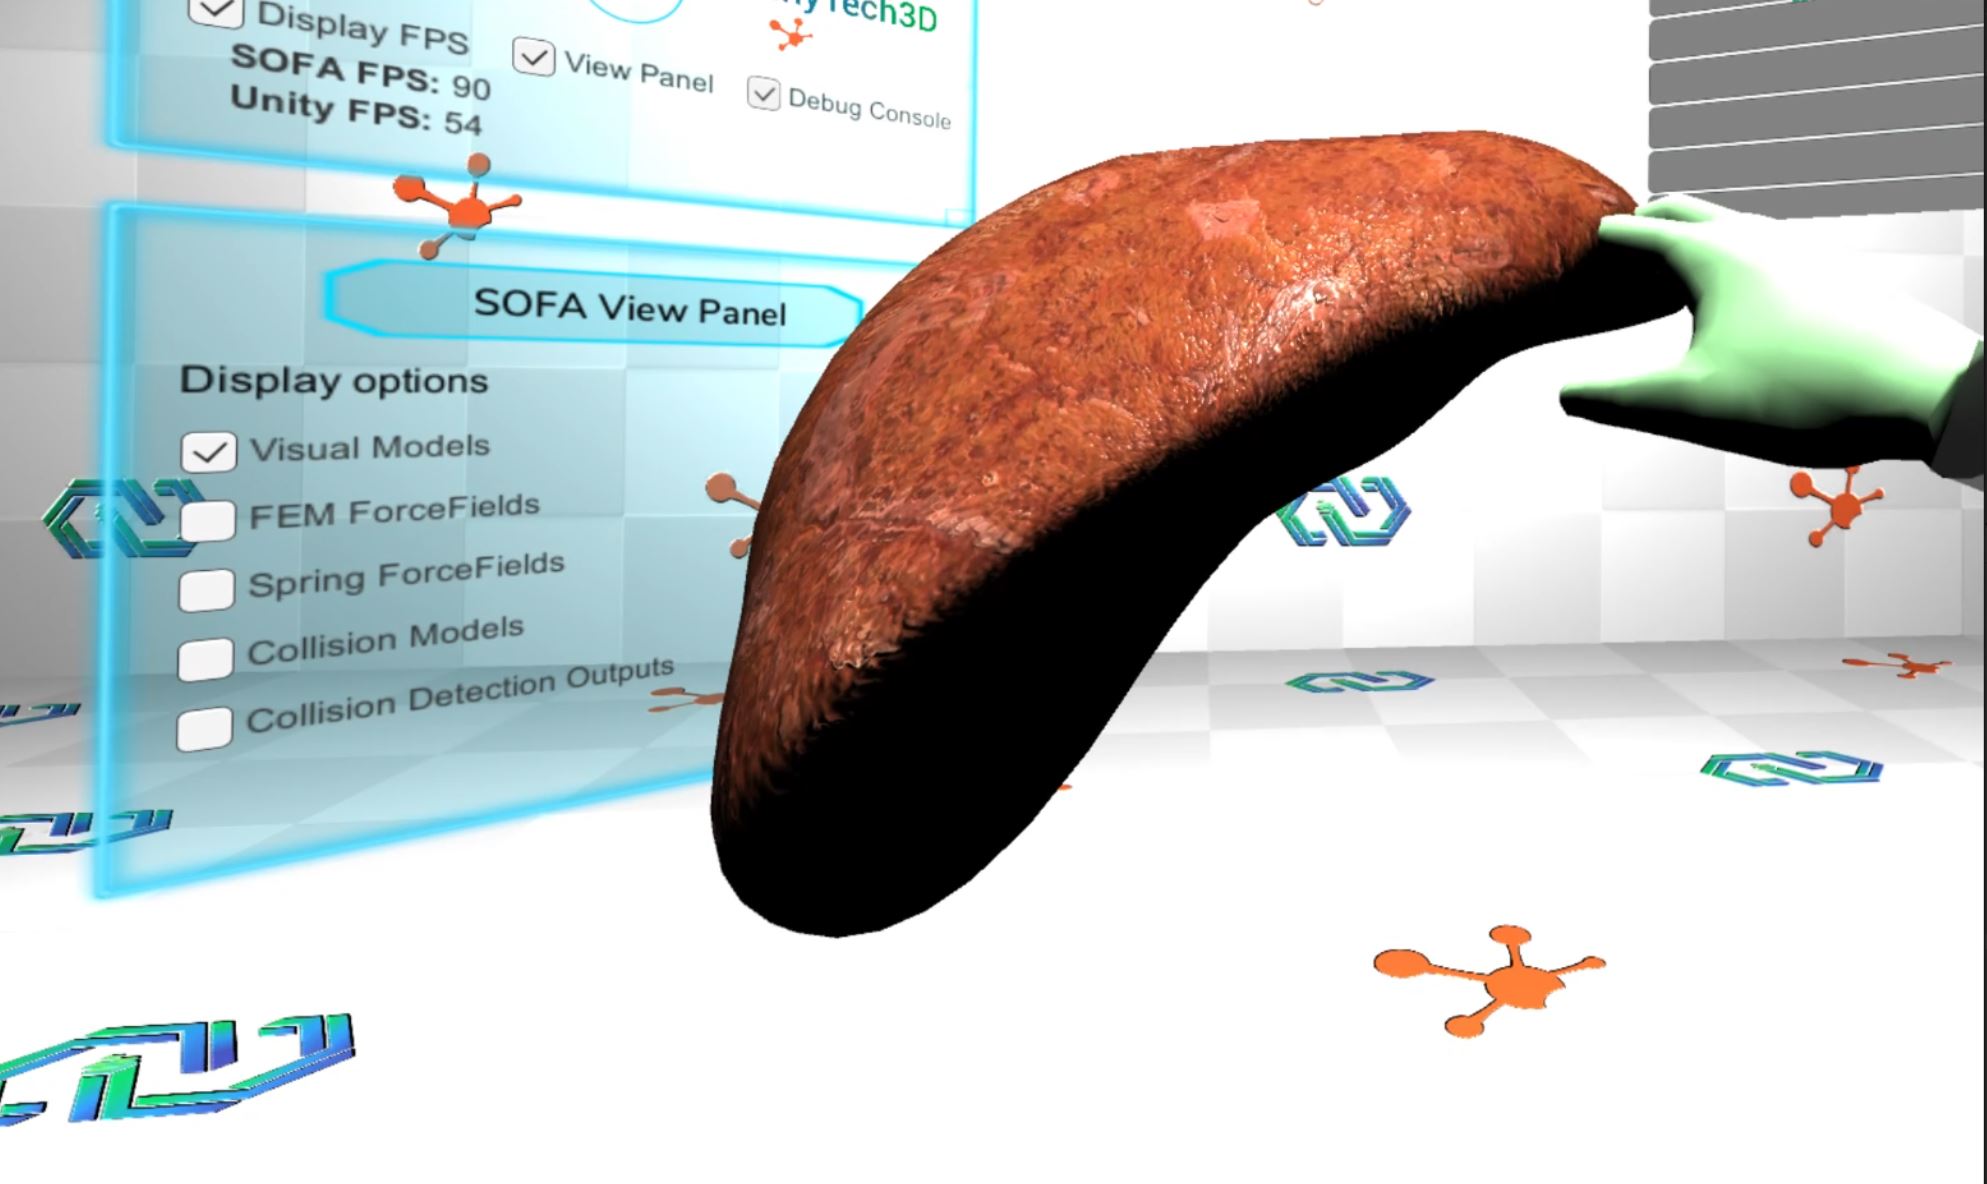 Display FPS
SOFA FPS: 90
Unity FPS: 54
View Panel
Debug Console
SOFA View Panel
Display options
Visual Models
FEM ForceFields
Spring ForceFields
Collision Models
Collision Detection Outputs